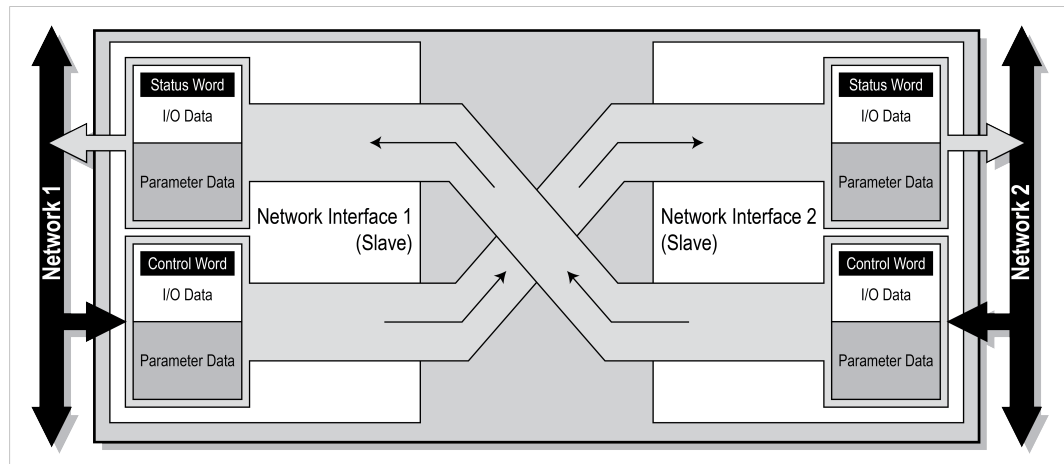 Network 1
Status Word
I/O Data
Parameter Data
Control Word
I/O Data
Parameter Data
Network Interface 1
(Slave)
Network Interface 2
(Slave)
Status Word
I/O Data
Parameter Data
Control Word
I/O Data
Parameter Data
Network 2